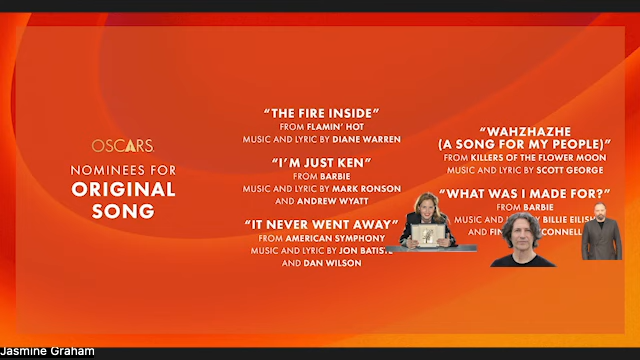 OSCARS
NOMINEES FOR
ORIGINAL
SONG
“THE FIRE INSIDE”
FROM FLAMIN’ HOT
MUSIC AND LYRIC BY DIANE WARREN
“I’M JUST KEN”
FROM BARBIE
MUSIC AND LYRIC BY MARK RONSON
AND ANDREW WYATT
“IT NEVER WENT AWAY”
FROM AMERICAN SYMPHONY
MUSIC AND LYRIC BY JON BATISTE
AND DAN WILSON
“WAHZHAZHE
(A SONG FOR MY PEOPLE)”
FROM KILLERS OF THE FLOWER MOON
MUSIC AND LYRIC BY SCOTT GEORGE
“WHAT WAS I MADE FOR?”
FROM BARBIE
MUSIC BY BILLIE EILISH
AND
Jasmine Graham